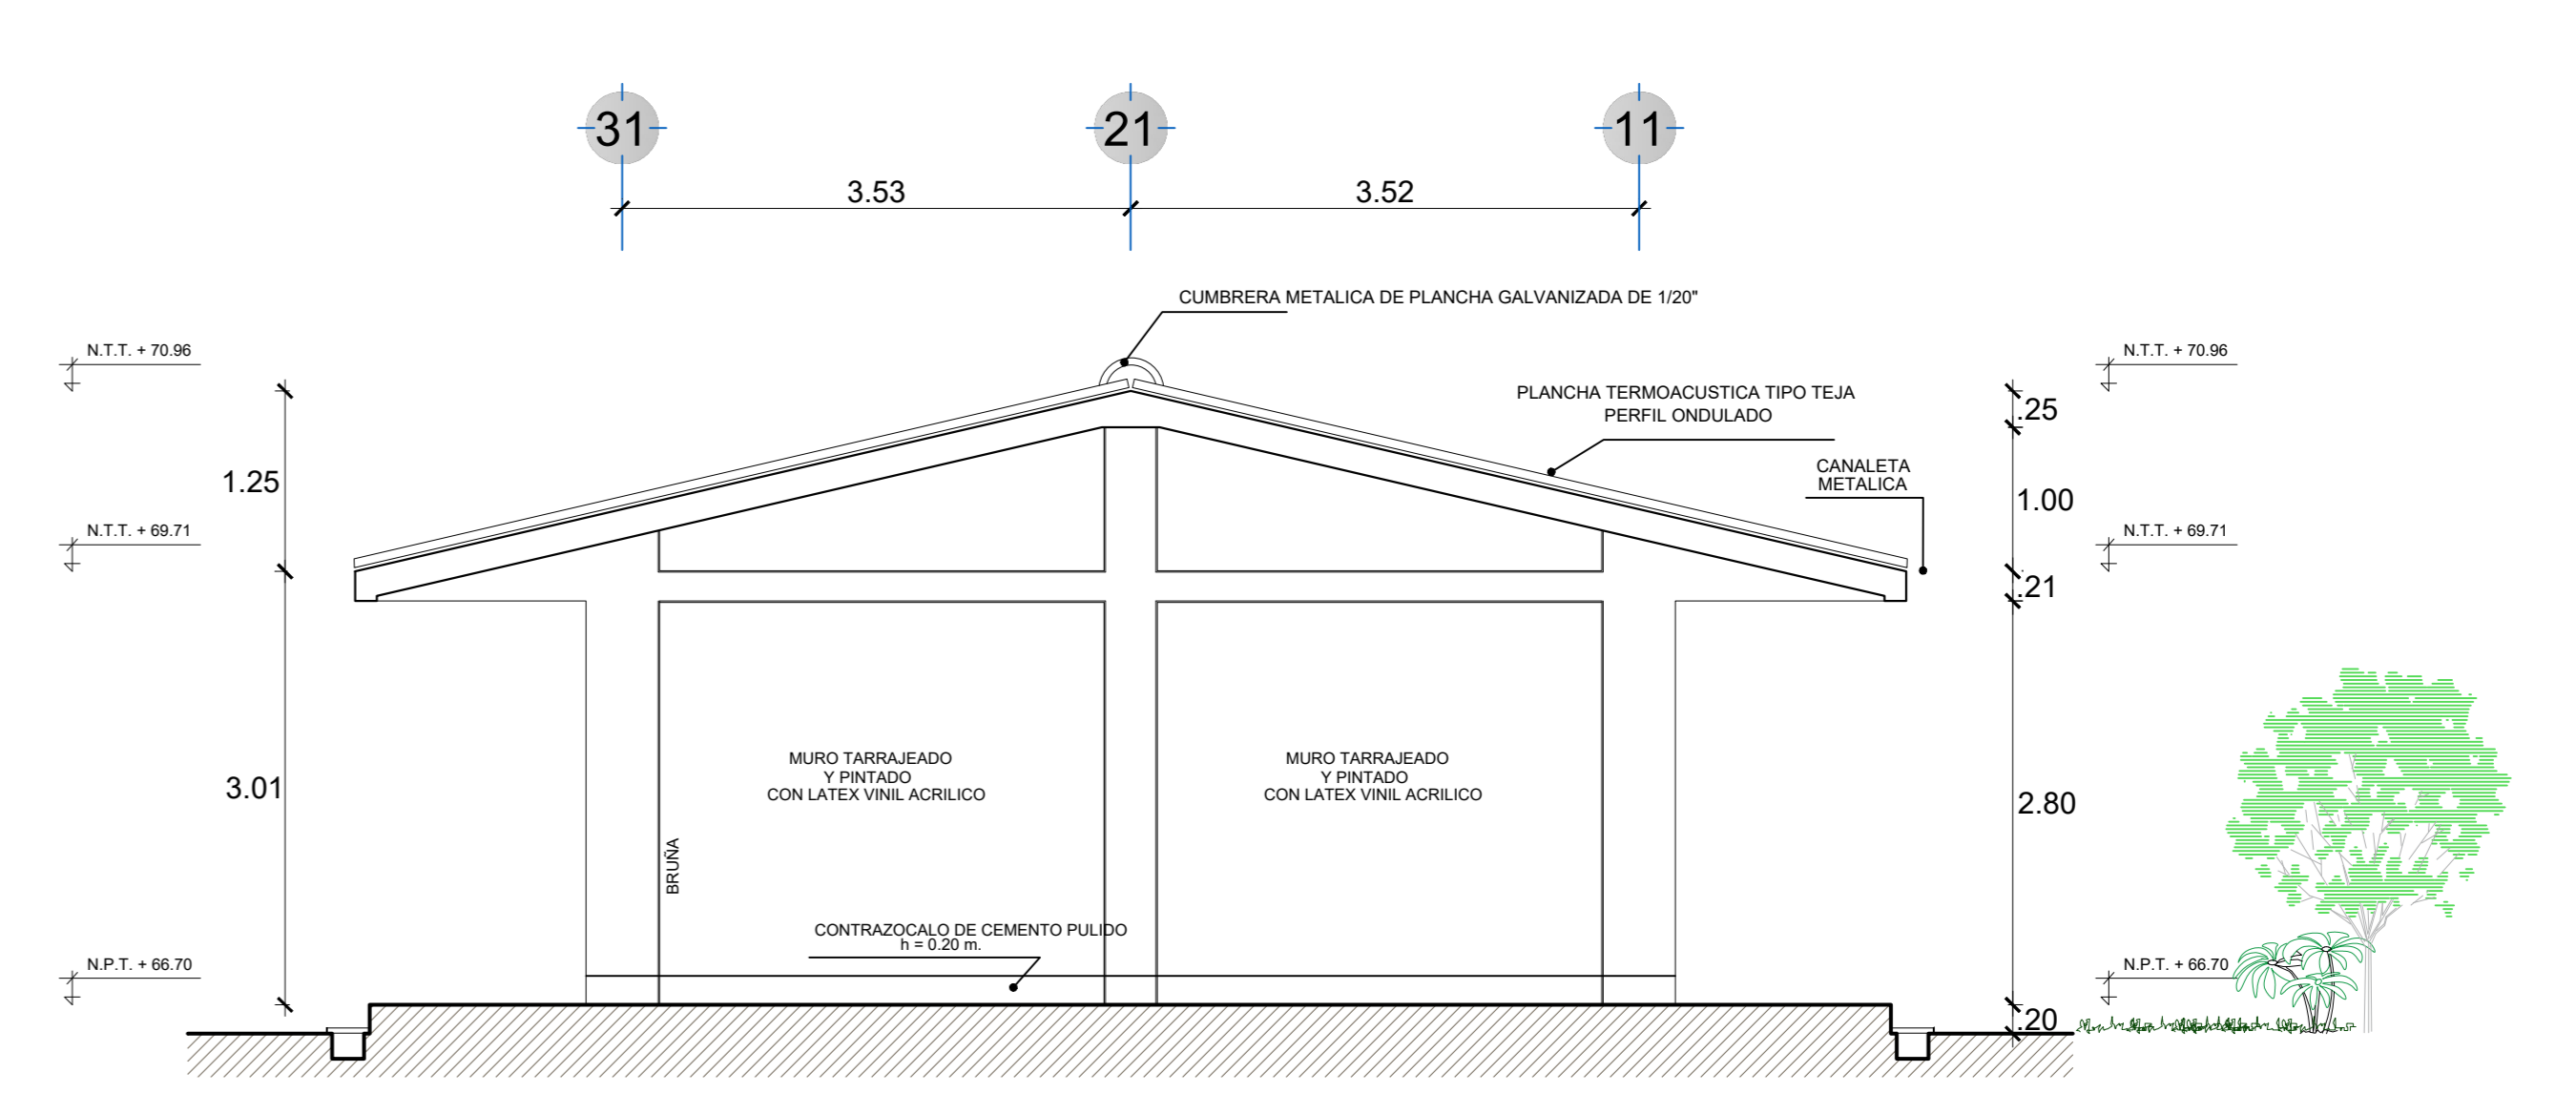 31
21
11
3.53
3.52
CUMBRERA METALICA DE PLANCHA GALVANIZADA DE 1/20"
N.T.T. + 70.96
N.T.T. + 70.96
PLANCHA TERMOACUSTICA TIPO TEJA
PERFIL ONDULADO
.25
CANALETA
METALICA
1.25
1.00
N.T.T. + 69.71
N.T.T. + 69.71
.21
MURO TARRAJEADO
Y PINTADO
CON LATEX VINIL ACRILICO
MURO TARRAJEADO
Y PINTADO
CON LATEX VINIL ACRILICO
3.01
2.80
BRUÑA
CONTRAZOCALO DE CEMENTO PULIDO
h = 0.20 m.
N.P.T. + 66.70
N.P.T. + 66.70
.20